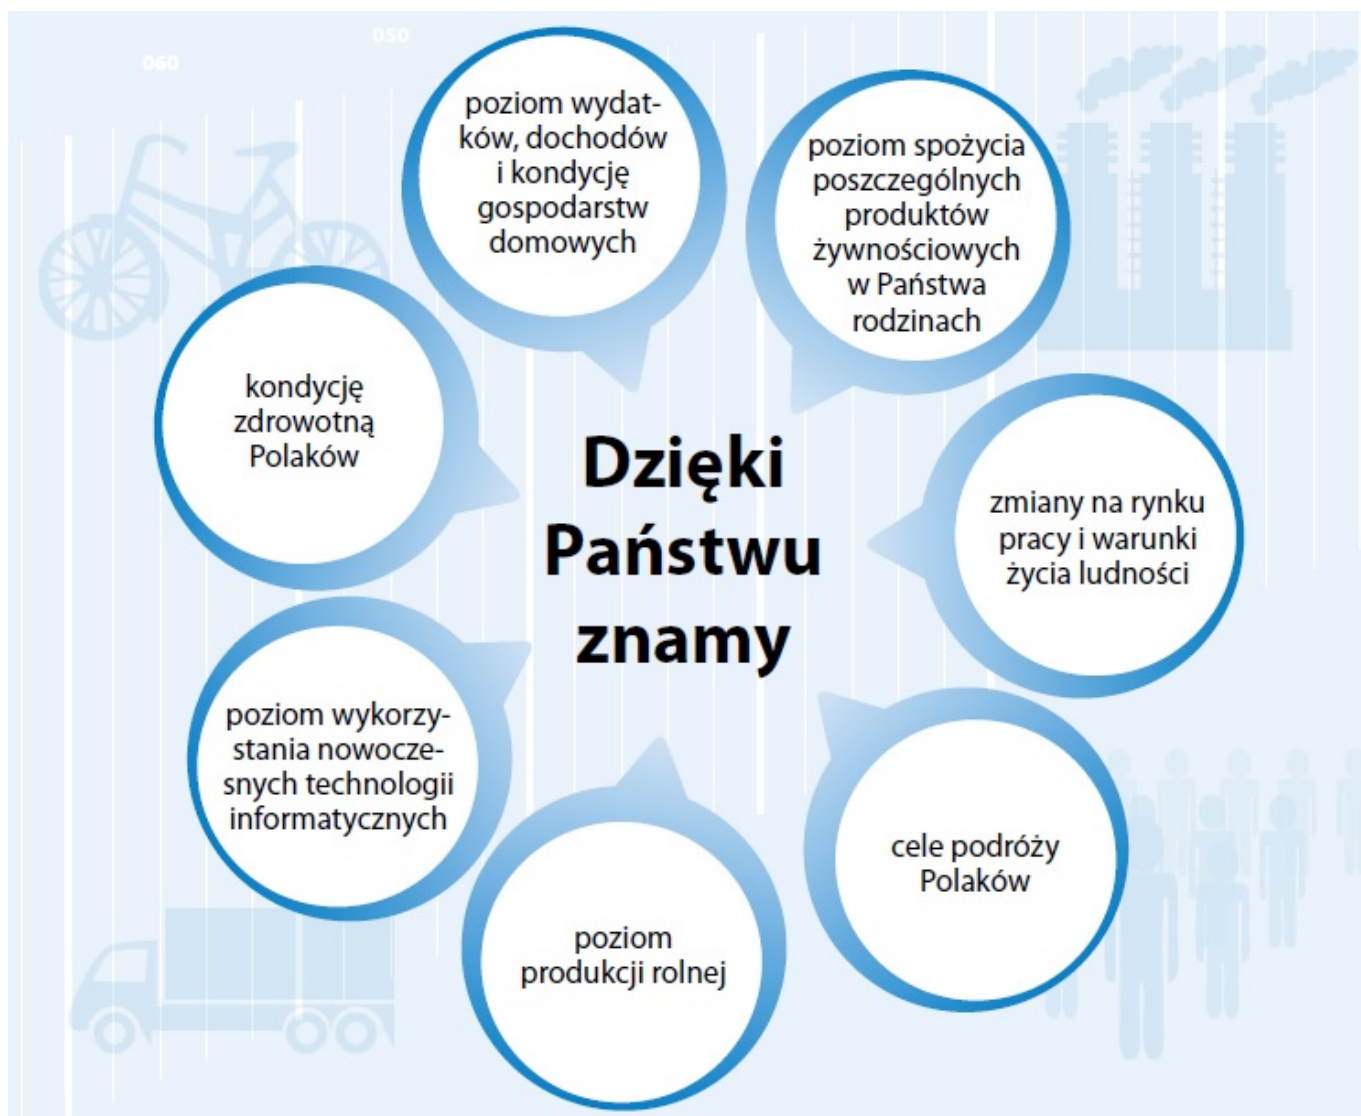 060
050
poziom wydat-
ków, dochodów
i kondycję
gospodarstw
domowych
poziom spożycia
poszczególnych
produktów
żywnościowych
w Państwa
rodzinach
kondycję
zdrowotną
Polaków
Dzięki
Państwu
znamy
zmiany na rynku
pracy i warunki
życia ludności
poziom wykorzy-
stania nowocze-
snych technologii
informatycznych
cele podróży
Polaków
poziom
produkcji rolnej